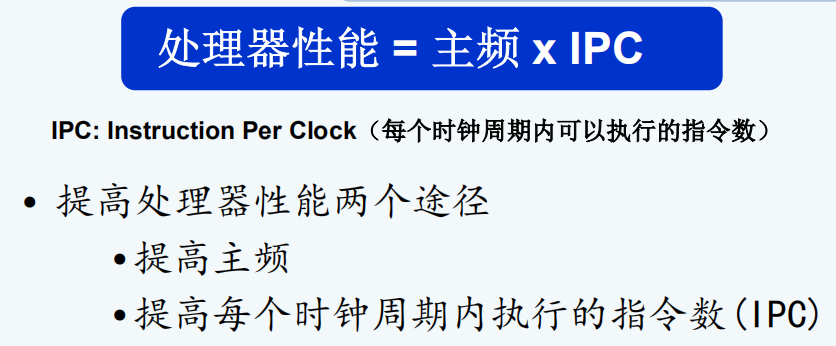 处理器性能 = 主频 x IPC
IPC: Instruction Per Clock（每个时钟周期内可以执行的指令数）
• 提高处理器性能两个途径
•提高主频
•提高每个时钟周期内执行的指令数(IPC)